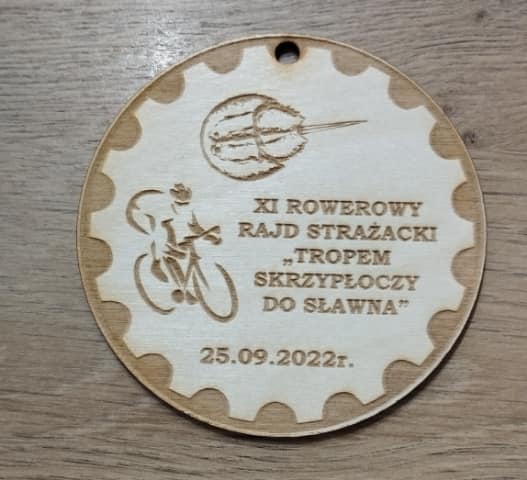 XI ROWEROWY
RAJD STRAŻACKI
„TROPEM
SKRZYPŁOCZY
DO SŁAWNA”
25.09.2022r.